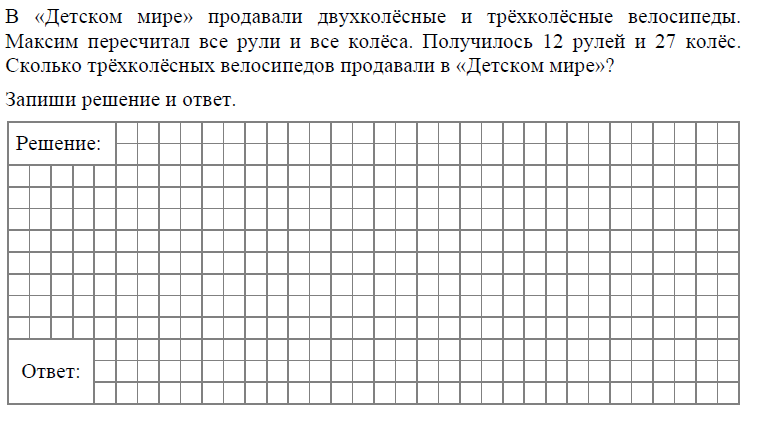 В «Детском мире» продавали двухколёсные и трёхколёсные велосипеды.
Максим пересчитал все рули и все колёса. Получилось 12 рулей и 27 колёс.
Сколько трёхколёсных велосипедов продавали в «Детском мире»?
Запиши решение и ответ.
Решение:
Ответ: